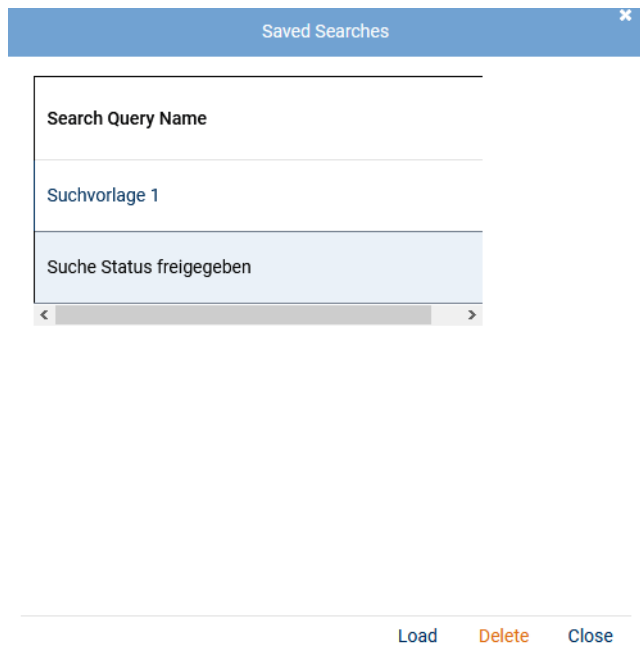 Saved Searches
Search Query Name
Suchvorlage 1
Suche Status freigegeben
Load Delete Close